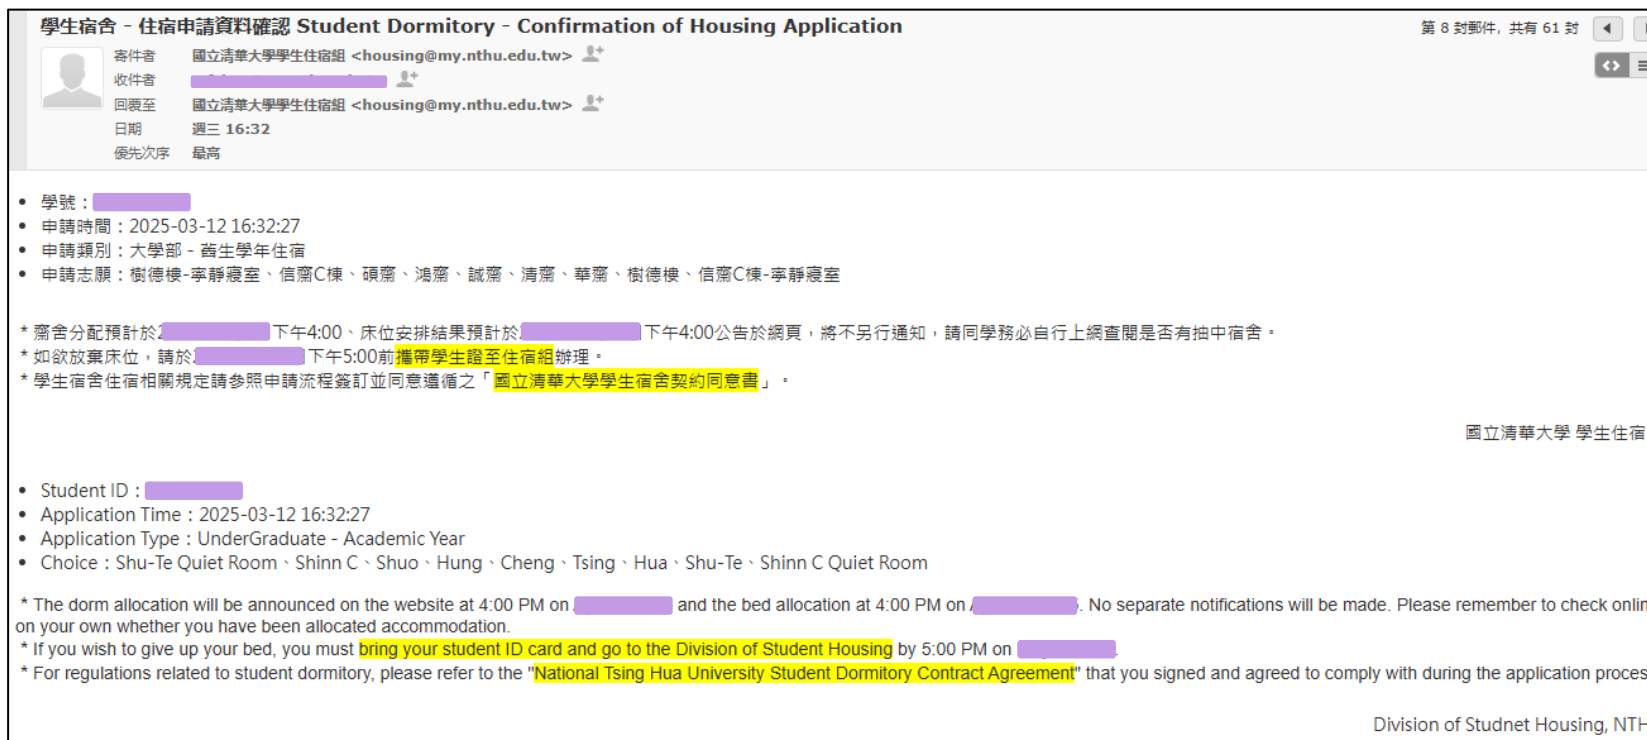 學生宿舍 - 住宿申請資料確認 Student Dormitory - Confirmation of Housing Application
第 8 封郵件, 共有 61 封
寄件者 國立清華大學學生住宿組 <housing@my.nthu.edu.tw>
收件者
回覆至 國立清華大學學生住宿組 <housing@my.nthu.edu.tw>
日期 週三 16:32
優先次序 最高
• 學號：
• 申請時間：2025-03-12 16:32:27
• 申請類別：大學部 - 舊生學年住宿
• 申請志願：樹德樓-寧靜寢室、信齋C棟、碩齋、鴻齋、誠齋、清齋、華齋、樹德樓、信齋C棟-寧靜寢室
* 齋舍分配預計於 下午4:00、床位安排結果預計於 下午4:00公告於網頁，將不另行通知，請同學務必自行上網查閱是否有抽中宿舍。
* 如欲放棄床位，請於 下午5:00前攜帶學生證至住宿組辦理。
* 學生宿舍住宿相關規定請參照申請流程簽訂並同意遵循之「國立清華大學學生宿舍契約同意書」。
國立清華大學 學生住宿
• Student ID：
• Application Time：2025-03-12 16:32:27
• Application Type：UnderGraduate - Academic Year
• Choice：Shu-Te Quiet Room、Shinn C、Shuo、Hung、Cheng、Tsing、Hua、Shu-Te、Shinn C Quiet Room
* The dorm allocation will be announced on the website at 4:00 PM on and the bed allocation at 4:00 PM on . No separate notifications will be made. Please remember to check onlin
on your own whether you have been allocated accommodation.
* If you wish to give up your bed, you must bring your student ID card and go to the Division of Student Housing by 5:00 PM on .
* For regulations related to student dormitory, please refer to the "National Tsing Hua University Student Dormitory Contract Agreement" that you signed and agreed to comply with during the application proces
Division of Studnet Housing, NTH